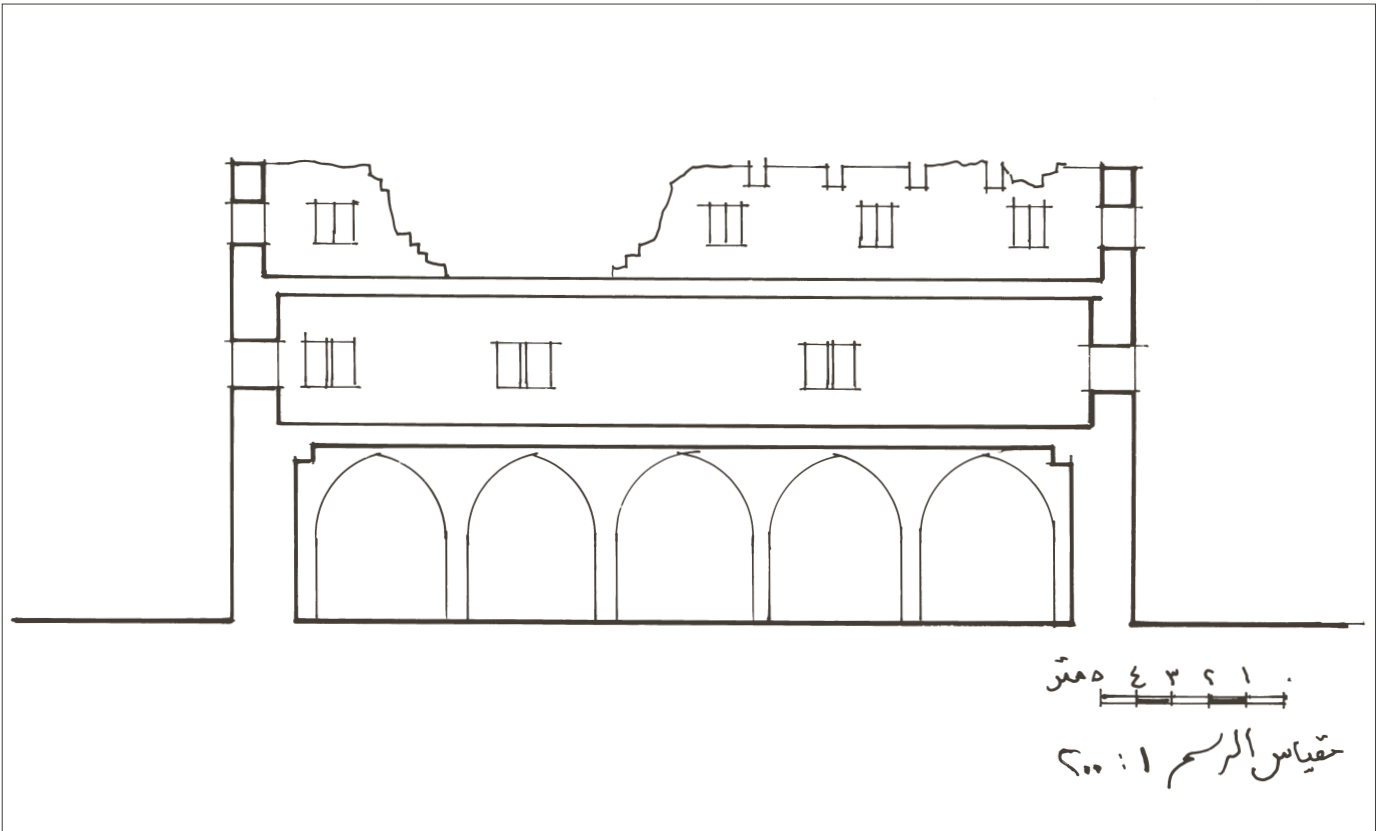 ٠ ١ ٢ ٣ ٤ ٥ متر
مقياس الرسم ١ : ٢٠٠